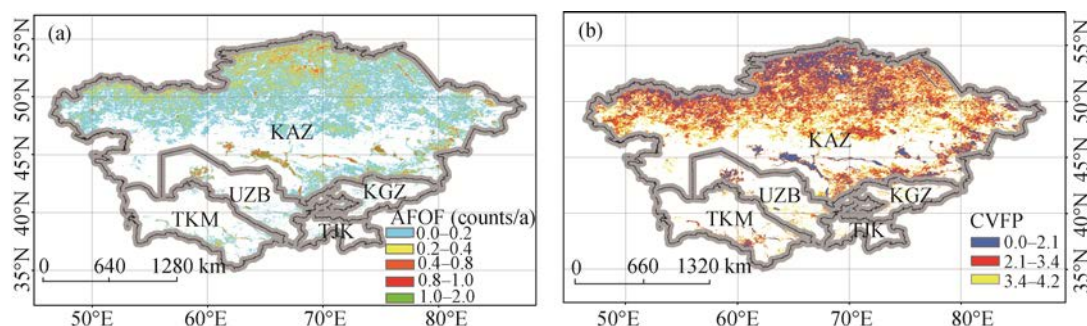 (a)
55°N
50°N
45°N
40°N
35°N
KAZ
UZB
KGZ
TKM
TJK
AFOF (counts/a)
0.0–0.2
0.2–0.4
0.4–0.8
0.8–1.0
1.0–2.0
0 640 1280 km
50°E 60°E 70°E 80°E
(b)
55°N
50°N
45°N
40°N
35°N
KAZ
UZB
KGZ
TKM
TJK
CVFP
0.0–2.1
2.1–3.4
3.4–4.2
0 660 1320 km
50°E 60°E 70°E 80°E